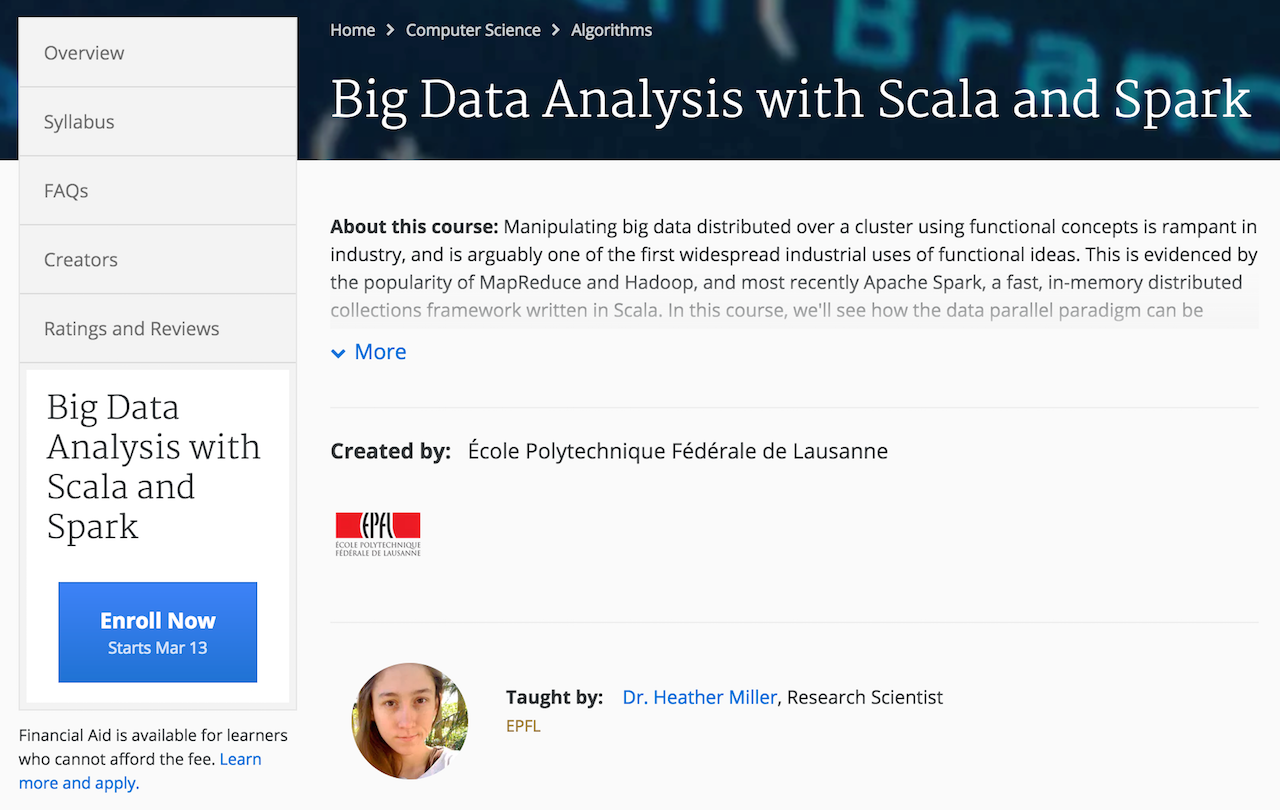 Overview
Syllabus
FAQs
Creators
Ratings and Reviews
Big Data
Analysis with
Scala and
Spark
Enroll Now
Starts Mar 13
Financial Aid is available for learners
who cannot afford the fee. Learn
more and apply.
Home > Computer Science > Algorithms
Big Data Analysis with Scala and Spark
About this course: Manipulating big data distributed over a cluster using functional concepts is rampant in
industry, and is arguably one of the first widespread industrial uses of functional ideas. This is evidenced by
the popularity of MapReduce and Hadoop, and most recently Apache Spark, a fast, in-memory distributed
collections framework written in Scala. In this course, we'll see how the data parallel paradigm can be
More
Created by: École Polytechnique Fédérale de Lausanne
EPFL
ÉCOLE POLYTECHNIQUE
FÉDÉRALE DE LAUSANNE
Taught by: Dr. Heather Miller, Research Scientist
EPFL